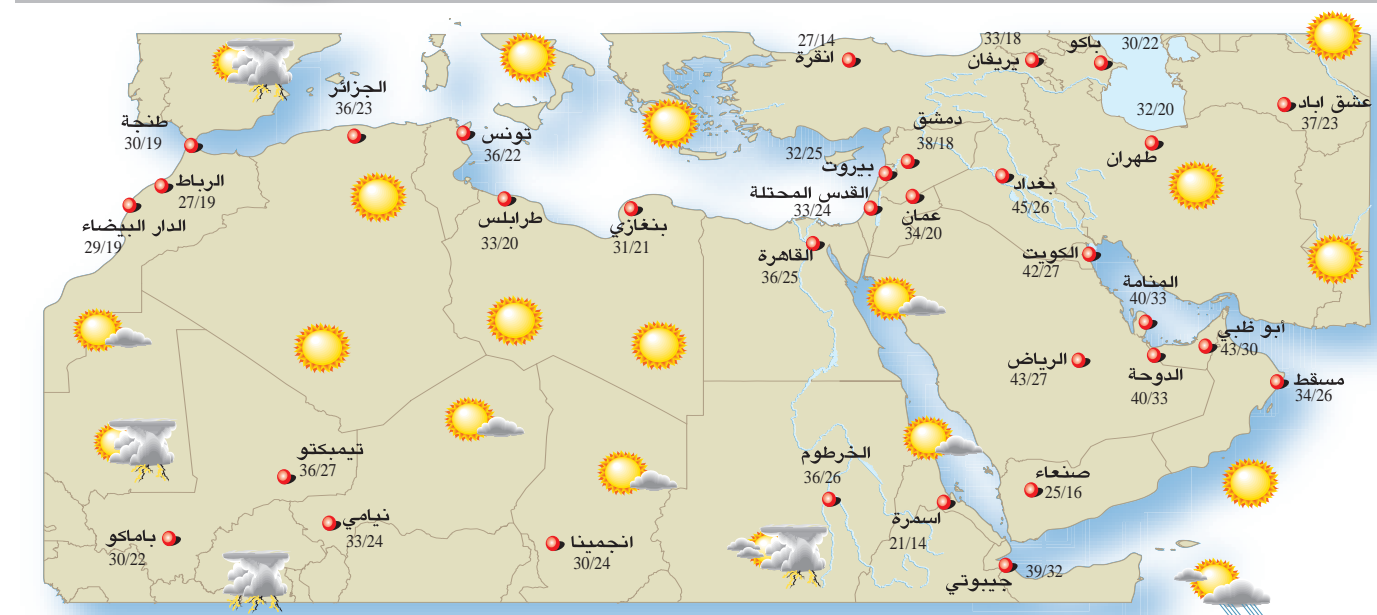 27/14
انقرة
33/18
يريفان
باكو
30/22
عشق اباد
37/23
32/20
طهران
الجزائر
36/23
طنجة
30/19
تونس
36/22
دمشق
38/18
32/25
بيروت
القدس المحتلة
33/24
عمان
34/20
بغداد
45/26
الرباط
27/19
الدار البيضاء
29/19
طرابلس
33/20
بنغازي
31/21
القاهرة
36/25
الكويت
42/27
المنامة
40/33
أبو ظبي
43/30
الرياض
43/27
الدوحة
40/33
مسقط
34/26
تيمبكتو
36/27
الخرطوم
36/26
صنعاء
25/16
اسمرة
21/14
نيامي
33/24
باماكو
30/22
انجمينا
30/24
جيبوتي
39/32